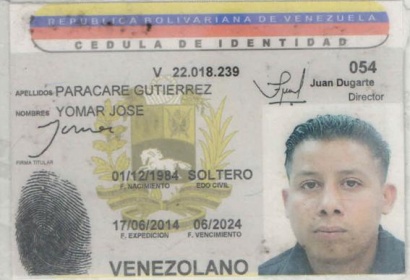 REPUBLICA BOLIVARIANA DE VENEZUELA
CEDULA DE IDENTIDAD
V 22.018.239
054
APELLIDOS PARACARE GUTIERREZ
Juan Dugarte
Director
NOMBRES YOMAR JOSE
FIRMA TITULAR
01/12/1984 SOLTERO
F. NACIMIENTO EDO CIVIL
17/06/2014 06/2024
F. EXPEDICION F. VENCIMIENTO
VENEZOLANO